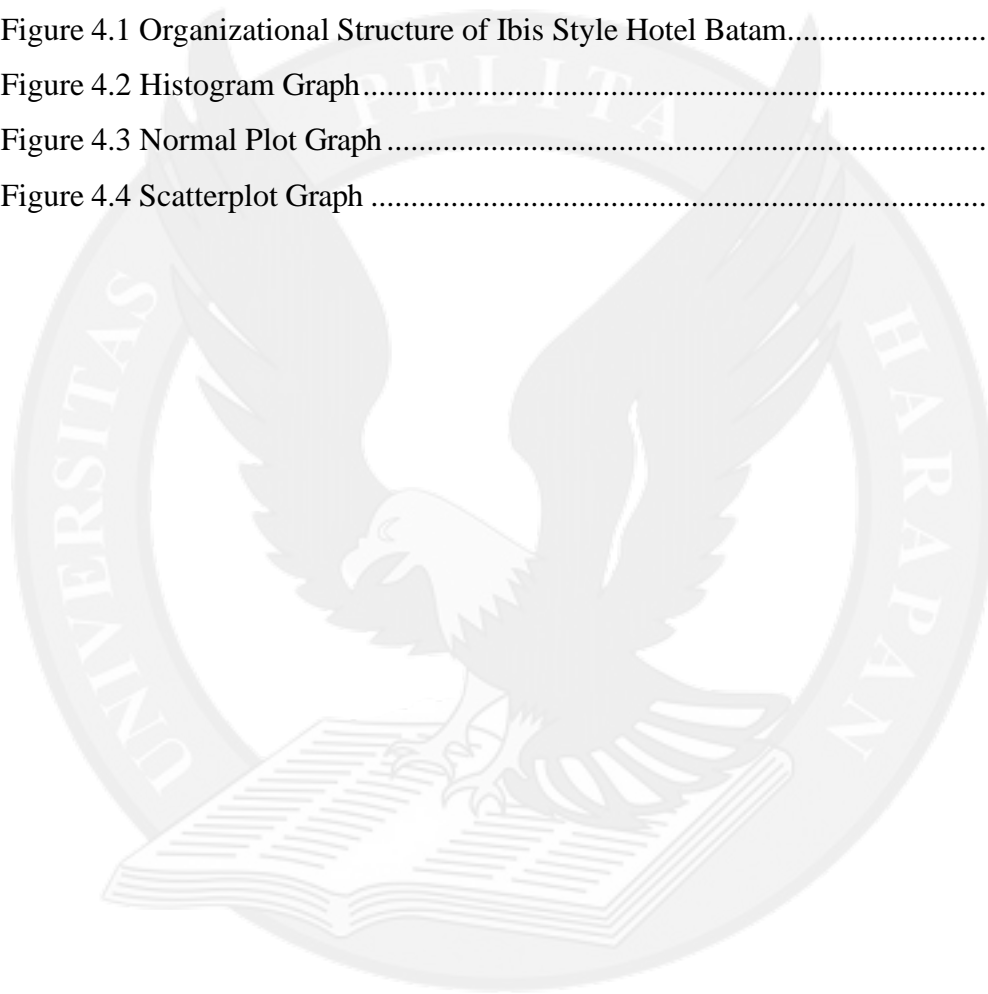 Figure 4.1 Organizational Structure of Ibis Style Hotel Batam.........................
Figure 4.2 Histogram Graph..............................................................................
Figure 4.3 Normal Plot Graph...........................................................................
Figure 4.4 Scatterplot Graph .............................................................................
UNIVERSITAS PELITA HARAPAN